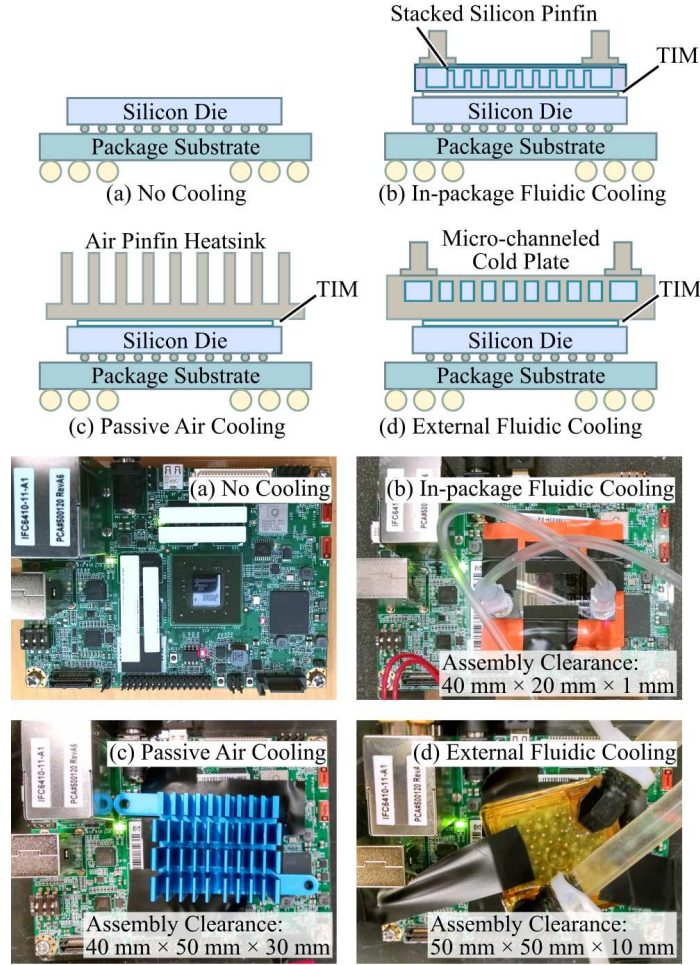 Silicon Die
Package Substrate
(a) No Cooling
Stacked Silicon Pinfin
TIM
Silicon Die
Package Substrate
(b) In-package Fluidic Cooling
Air Pinfin Heatsink
TIM
Silicon Die
Package Substrate
(c) Passive Air Cooling
Micro-channeled
Cold Plate
TIM
Silicon Die
Package Substrate
(d) External Fluidic Cooling
(a) No Cooling
IFC6410-11-A1
PCA#500120 RevA6
(b) In-package Fluidic Cooling
Assembly Clearance:
40 mm × 20 mm × 1 mm
(c) Passive Air Cooling
IFC6410-11-A1
PCA#500120 RevA6
Assembly Clearance:
40 mm × 50 mm × 30 mm
(d) External Fluidic Cooling
IFC6410-11-A1
PCA#500120 RevA6
Assembly Clearance:
50 mm × 50 mm × 10 mm